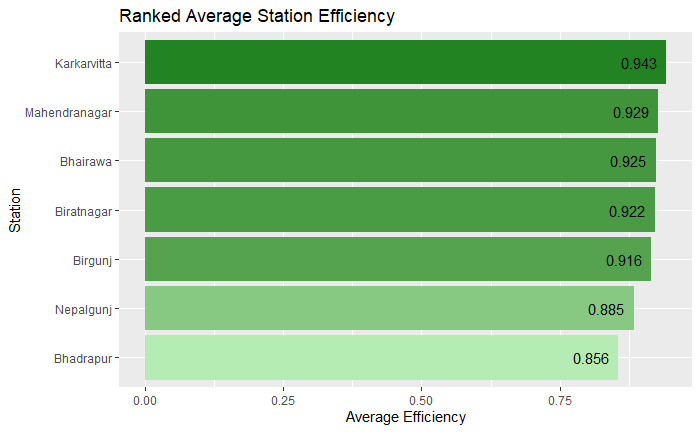 Ranked Average Station Efficiency
Station
Karkarvitta 0.943
Mahendranagar 0.929
Bhairawa 0.925
Biratnagar 0.922
Birgunj 0.916
Nepalgunj 0.885
Bhadrapur 0.856
0.00 0.25 0.50 0.75
Average Efficiency